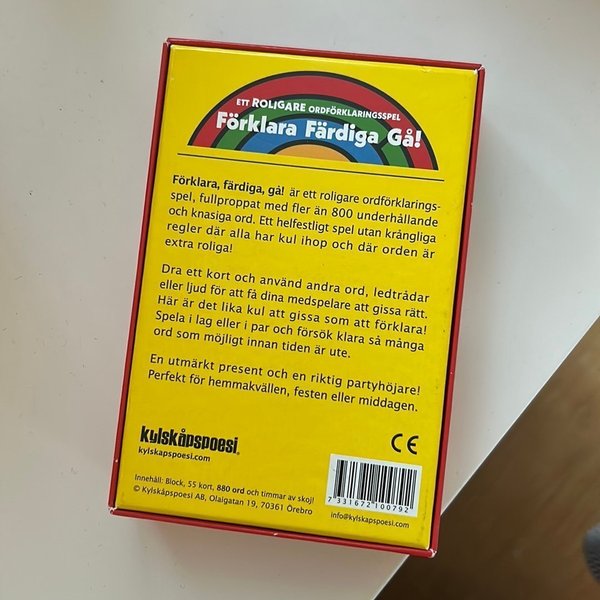 ETT ROLIGARE ORDFÖRKLARINGSSPEL
Förklara Färdiga Gå!
Förklara, färdiga, gå! är ett roligare ordförklarings-
spel, fullproppat med fler än 800 underhållande
och knasiga ord. Ett helfestligt spel utan krångliga
regler där alla har kul ihop och där orden är
extra roliga!
Dra ett kort och använd andra ord, ledtrådar
eller ljud för att få dina medspelare att gissa rätt.
Här är det lika kul att gissa som att förklara!
Spela i lag eller i par och försök klara så många
ord som möjligt innan tiden är ute.
En utmärkt present och en riktig partyhöjare!
Perfekt för hemmakvällen, festen eller middagen.
kylskåpspoesi®
kylskapspoesi.com
CE
Innehåll: Block, 55 kort, 880 ord och timmar av skoj!
© Kylskåpspoesi AB, Olaigatan 19, 70361 Örebro
7 331672 100792
info@kylskapspoesi.com